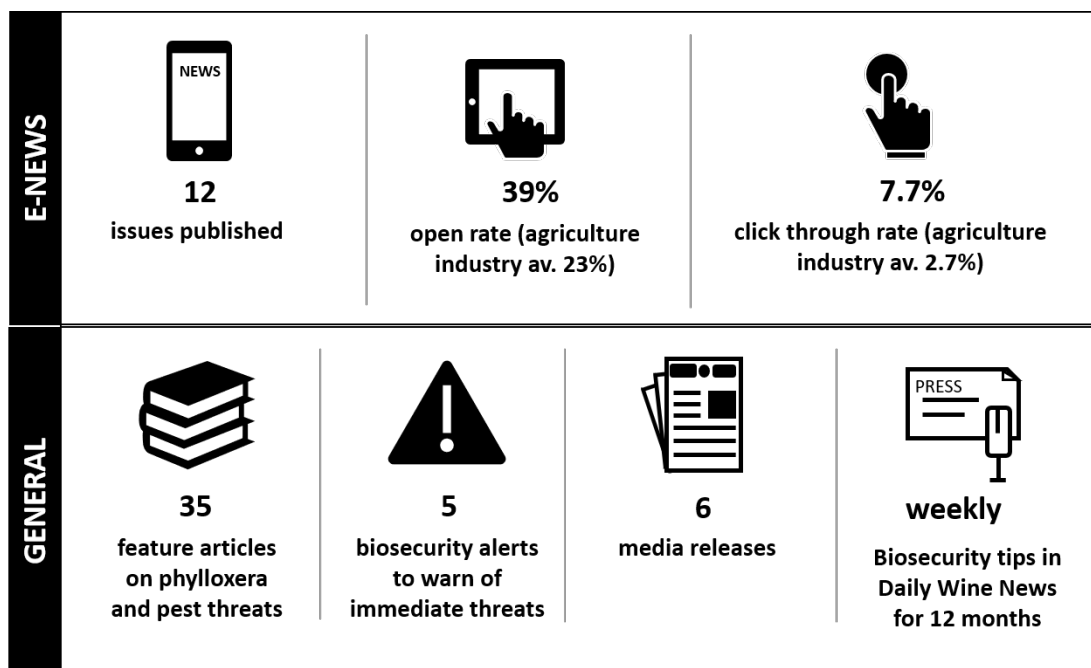 E-NEWS
NEWS
12
issues published
39%
open rate (agriculture
industry av. 23%)
7.7%
click through rate (agriculture
industry av. 2.7%)
GENERAL
35
feature articles
on phylloxera
and pest threats
5
biosecurity alerts
to warn of
immediate threats
6
media releases
PRESS
weekly
Biosecurity tips in
Daily Wine News
for 12 months